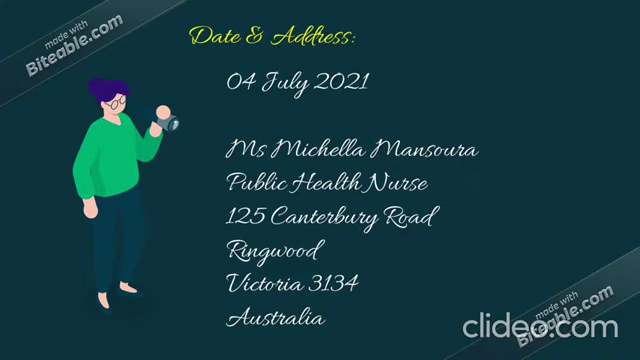 made with
Biteable.com
Date & Address:
04 July 2021
Ms Michella Mansoura
Public Health Nurse
125 Canterbury Road
Ringwood
Victoria 3134
Australia
made with
Biteable.com
clideo.com